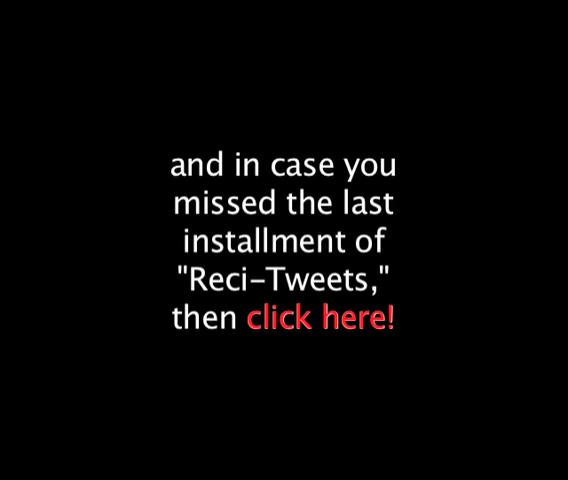 and in case you
missed the last
installment of
"Reci-Tweets,"
then click here!